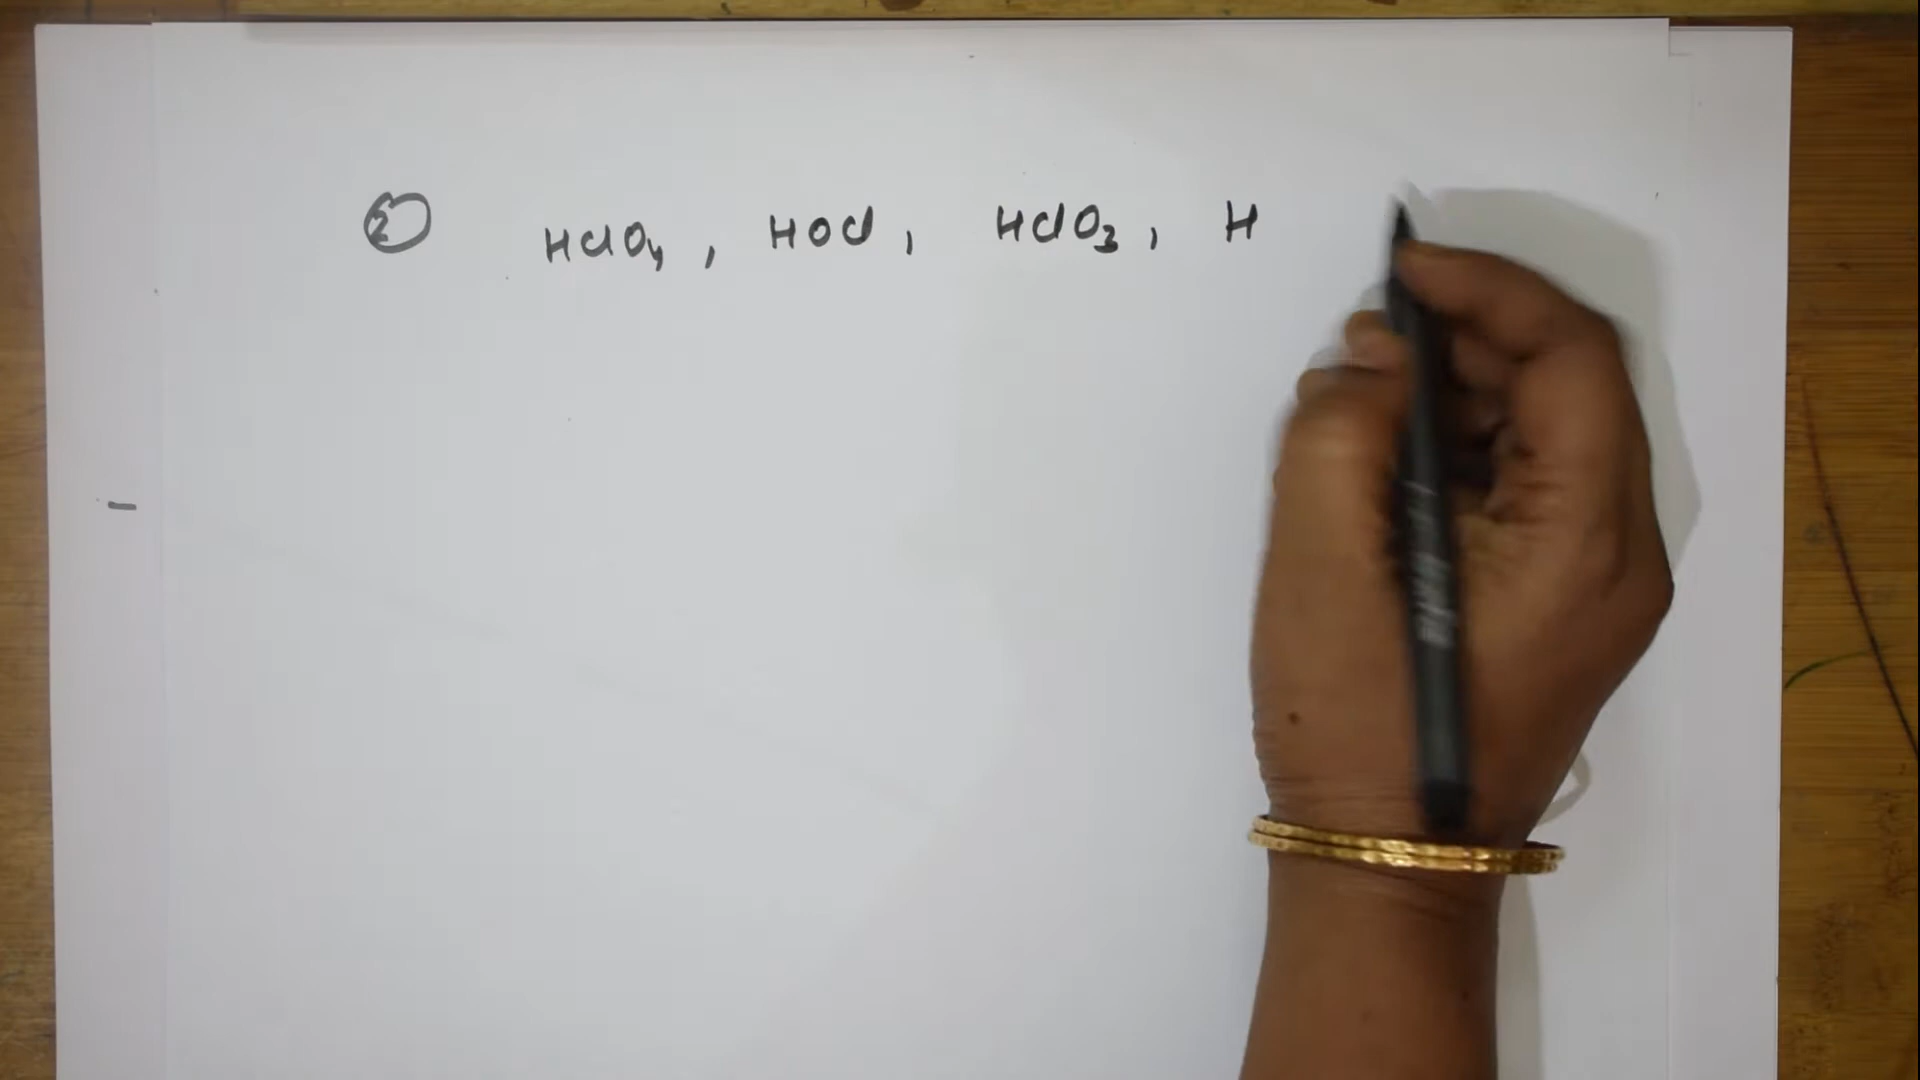 ② HClO₄ , HOCl , HClO₃ , H